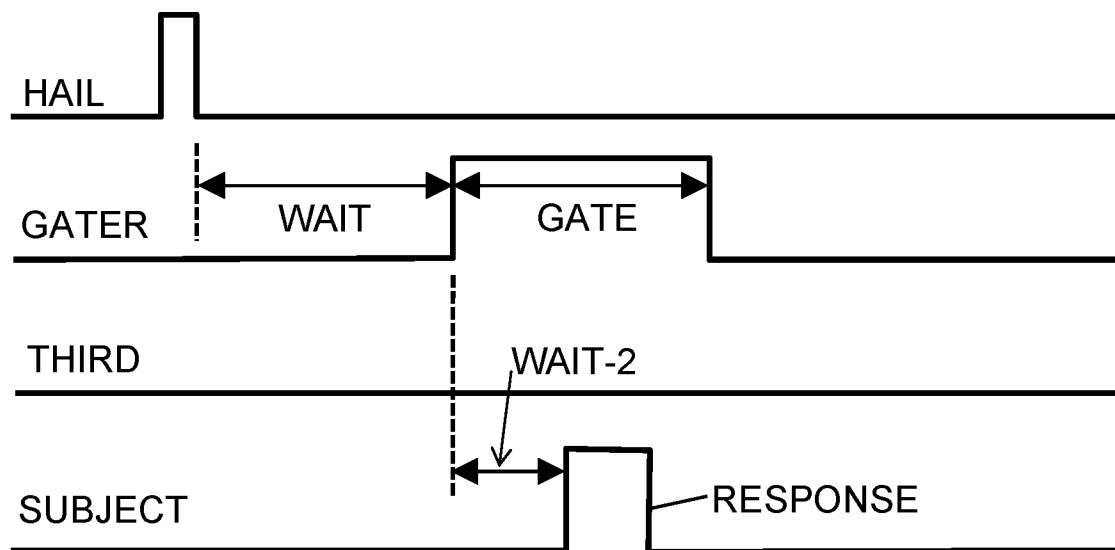 HAIL
WAIT
GATE
GATER
THIRD
WAIT-2
SUBJECT
RESPONSE